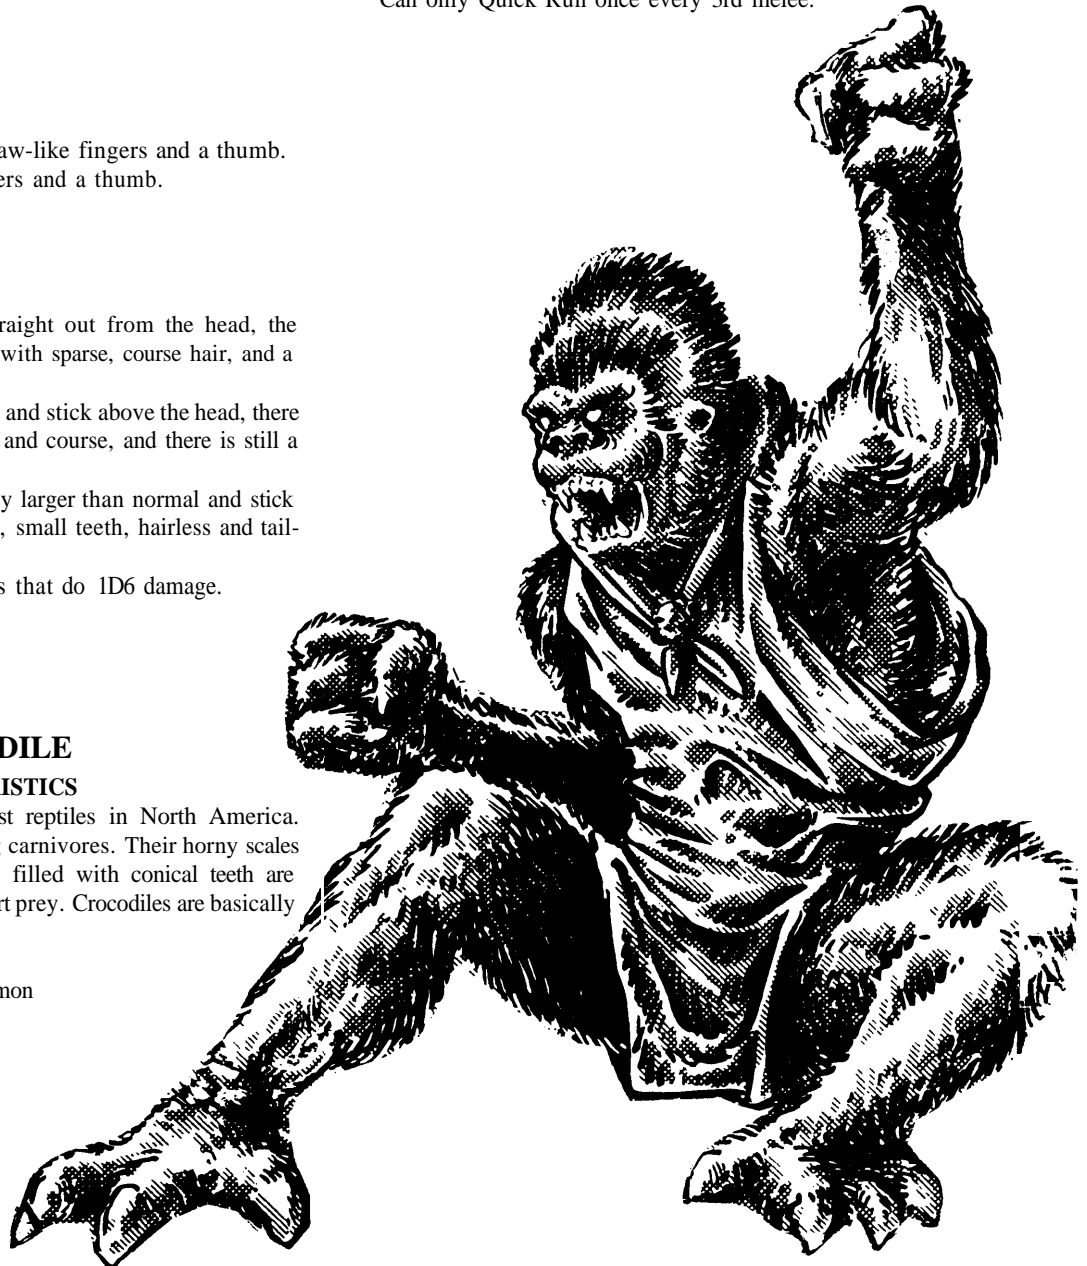 Can only Quick Run once every 3rd melee.
aw-like fingers and a thumb.
ers and a thumb.
raight out from the head, the
with sparse, course hair, and a
and stick above the head, there
and course, and there is still a
y larger than normal and stick
, small teeth, hairless and tail-
s that do 1D6 damage.
DILE
ISTICS
st reptiles in North America.
g carnivores. Their horny scales
filled with conical teeth are
rt prey. Crocodiles are basically
mon